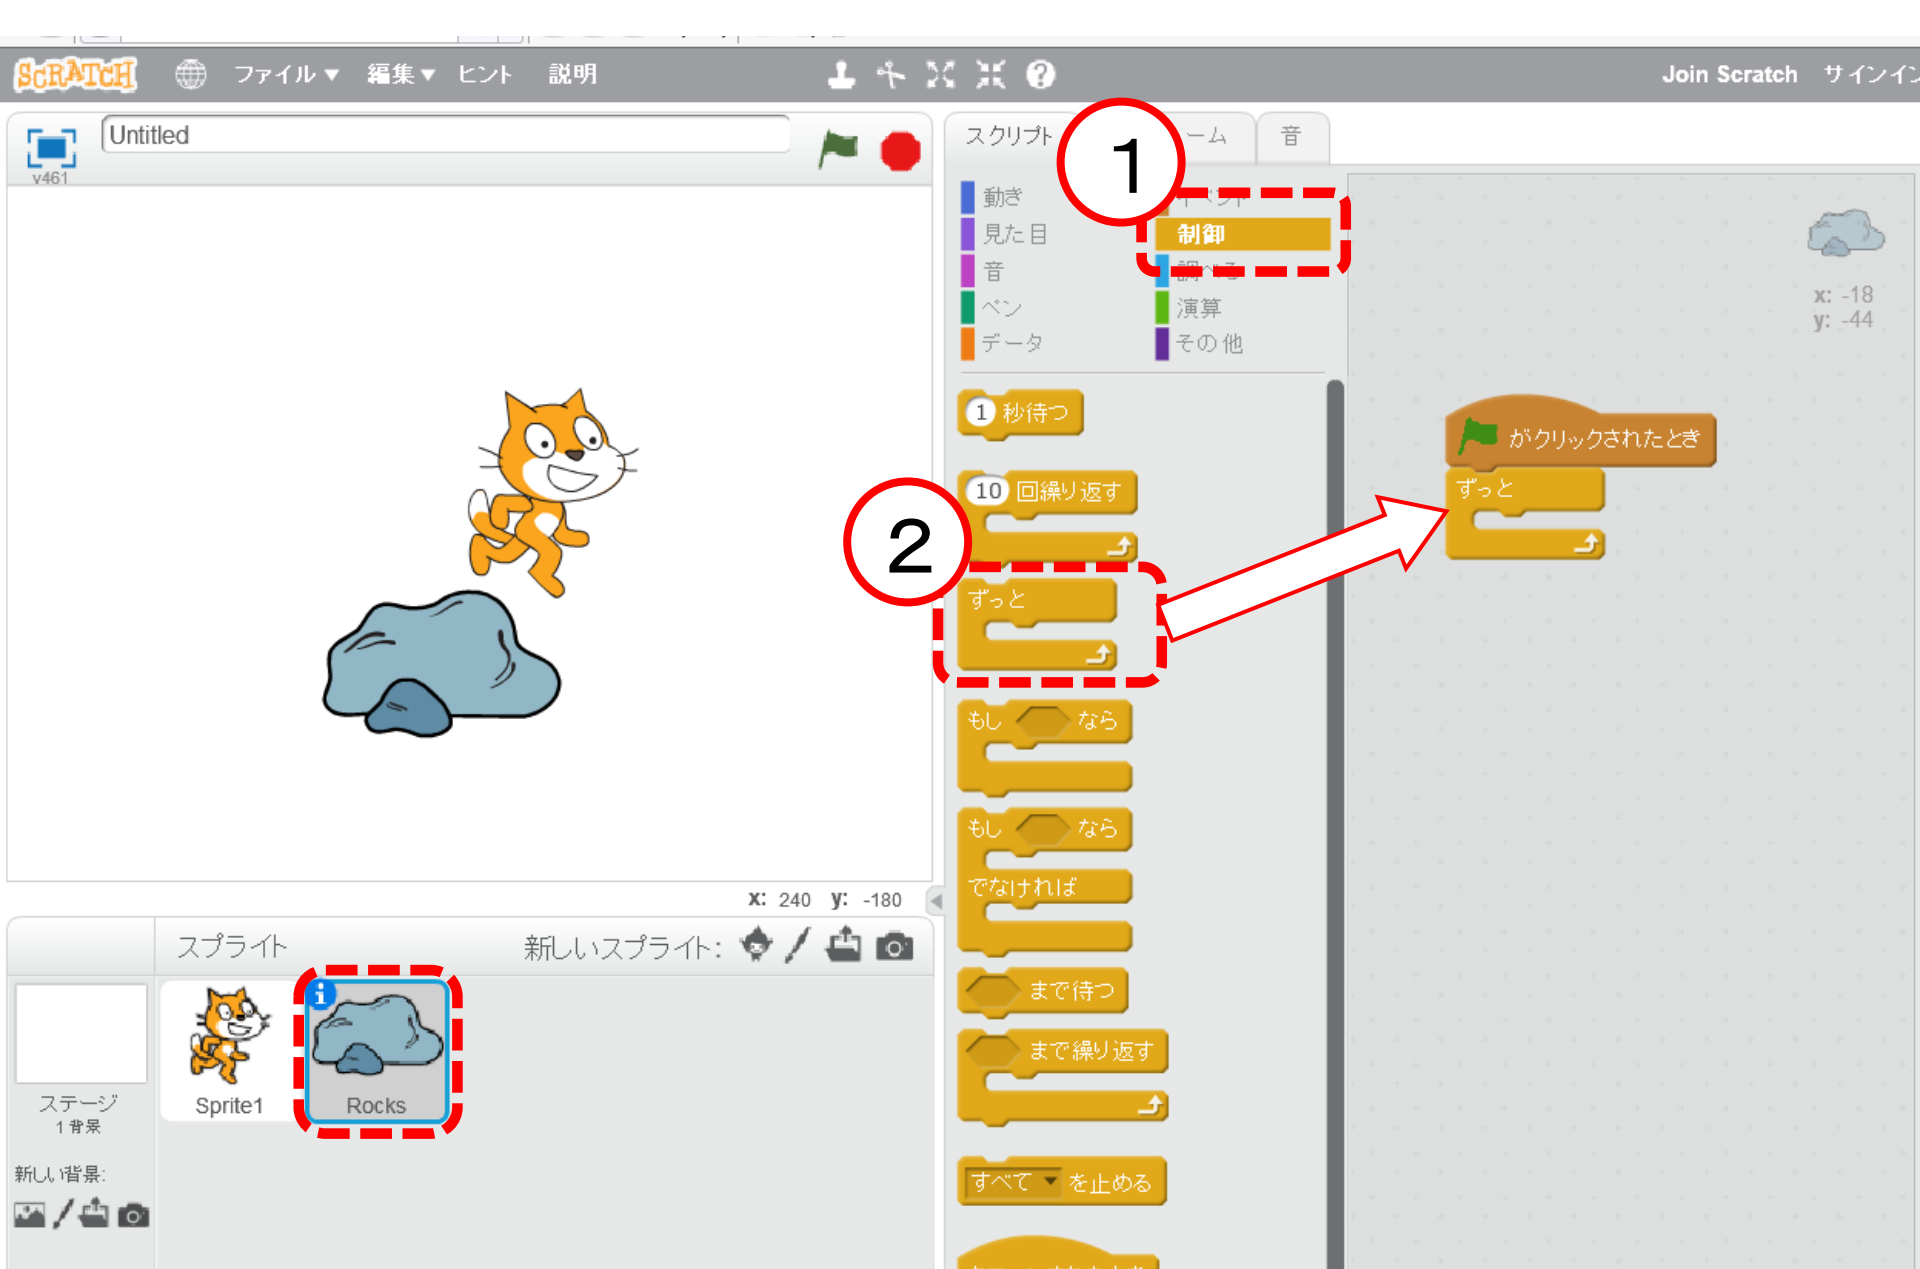 SCRATCH ファイル▼ 編集▼ ヒント 説明 Join Scratch サインイン
Untitled
v461
スクリプト ーム 音
1
動き イベント
見た目 制御
音 調べる
ペン 演算
データ その他
x: -18
y: -44
1 秒待つ
10 回繰り返す
2
ずっと
もし なら
もし なら
でなければ
まで待つ
まで繰り返す
すべて ▼ を止める
がクリックされたとき
ずっと
x: 240 y: -180
スプライト 新しいスプライト:
Sprite1
Rocks
ステージ
1 背景
新しい背景: